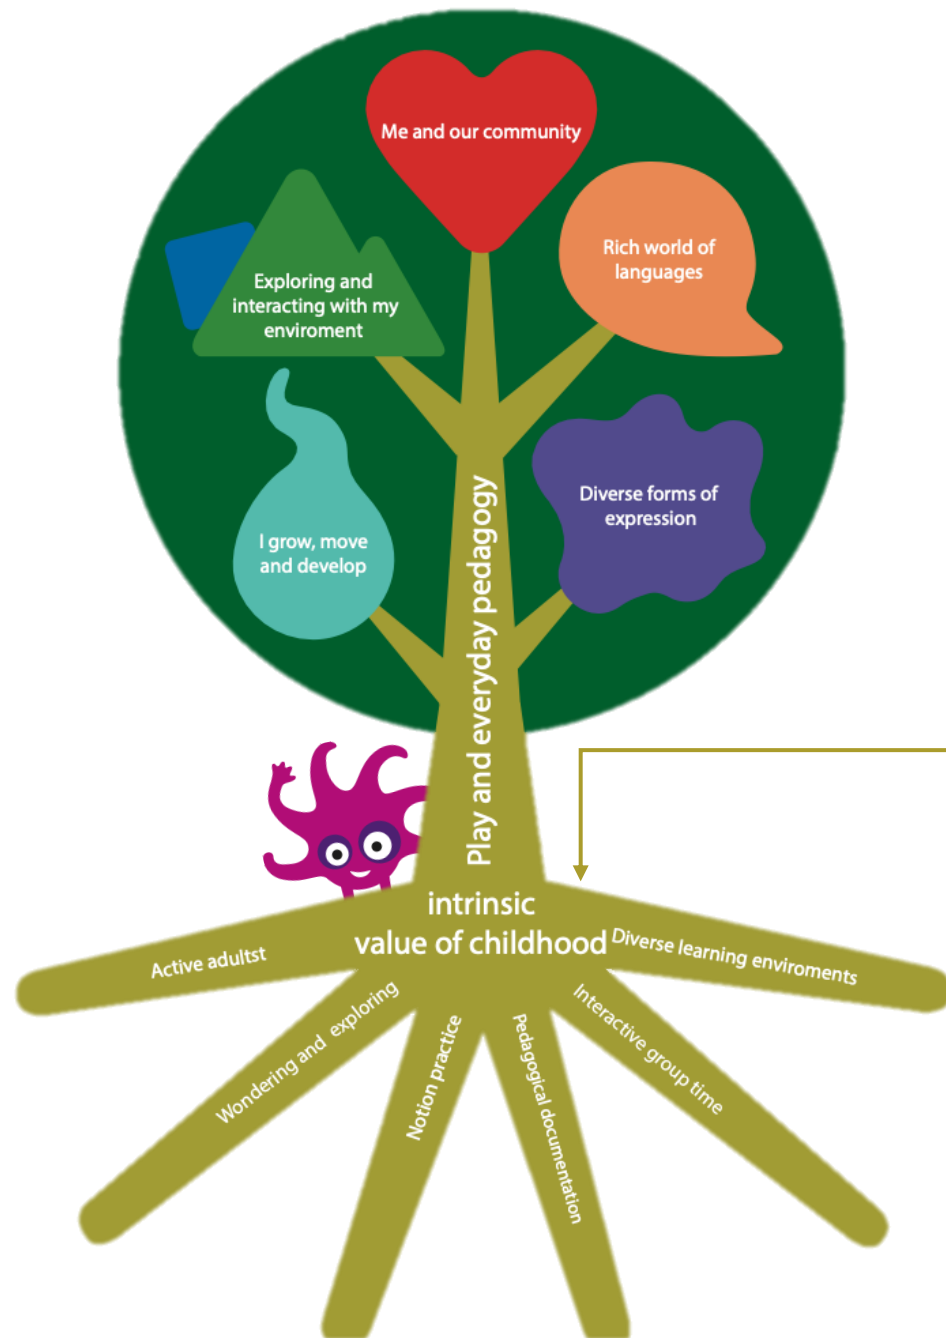 Me and our community
Rich world of
languages
Exploring and
interacting with my
enviroment
Diverse forms of
expression
I grow, move
and develop
Play and everyday pedagogy
intrinsic
value of childhood
Active adultst
Wondering and exploring
Notion practice
Pedagogical documentation
Interactive group time
Diverse learning enviroments